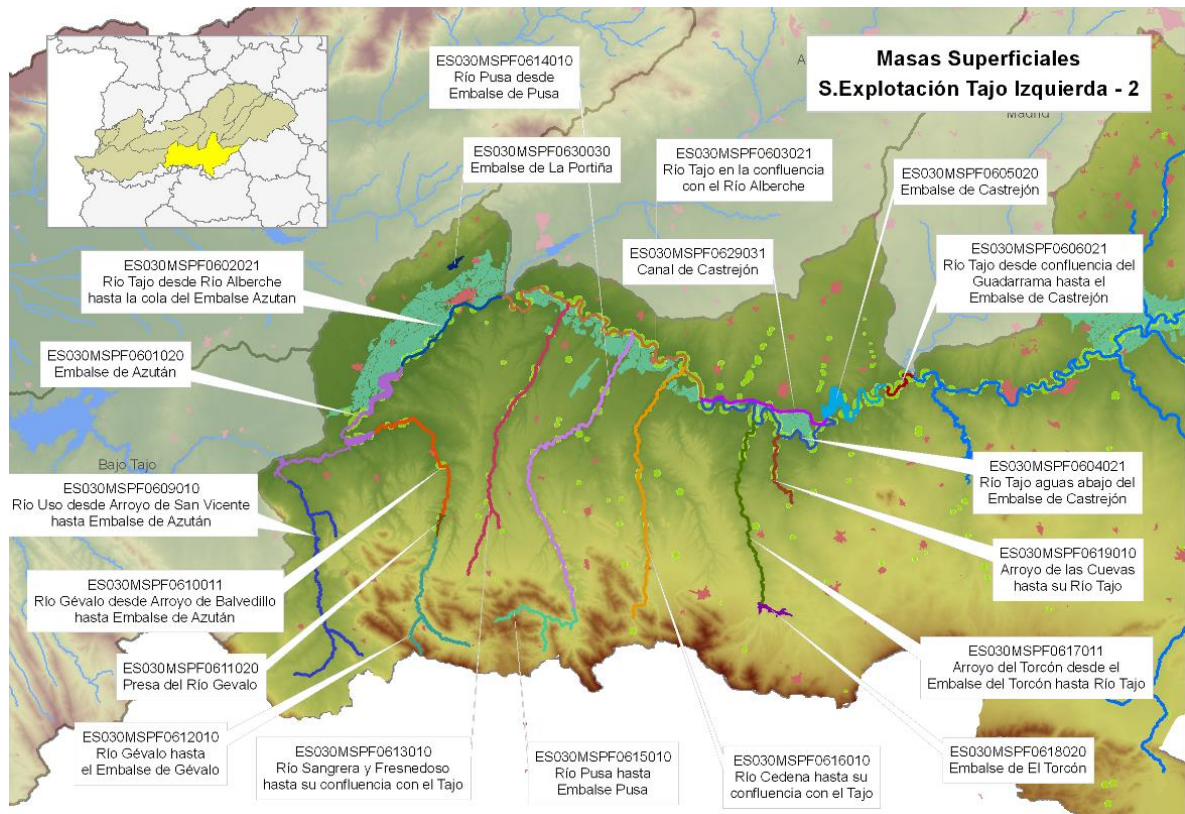 Masas Superficiales
S.Explotación Tajo Izquierda - 2
Madrid
ES030MSPF0614010
Río Pusa desde
Embalse de Pusa
ES030MSPF0630030
Embalse de La Portiña
ES030MSPF0603021
Río Tajo en la confluencia
con el Río Alberche
ES030MSPF0605020
Embalse de Castrejón
ES030MSPF0602021
Río Tajo desde Río Alberche
hasta la cola del Embalse Azutan
ES030MSPF0629031
Canal de Castrejón
ES030MSPF0606021
Río Tajo desde confluencia del
Guadarrama hasta el
Embalse de Castrejón
ES030MSPF0601020
Embalse de Azután
Bajo Tajo
ES030MSPF0609010
Río Uso desde Arroyo de San Vicente
hasta Embalse de Azután
ES030MSPF0604021
Río Tajo aguas abajo del
Embalse de Castrejón
ES030MSPF0619010
Arroyo de las Cuevas
hasta su Río Tajo
ES030MSPF0610011
Río Gévalo desde Arroyo de Balvedillo
hasta Embalse de Azután
ES030MSPF0611020
Presa del Río Gevalo
ES030MSPF0617011
Arroyo del Torcón desde el
Embalse del Torcón hasta Río Tajo
ES030MSPF0612010
Río Gévalo hasta
el Embalse de Gévalo
ES030MSPF0613010
Río Sangrera y Fresnedoso
hasta su confluencia con el Tajo
ES030MSPF0615010
Río Pusa hasta
Embalse Pusa
ES030MSPF0616010
Río Cedena hasta su
confluencia con el Tajo
ES030MSPF0618020
Embalse de El Torcón